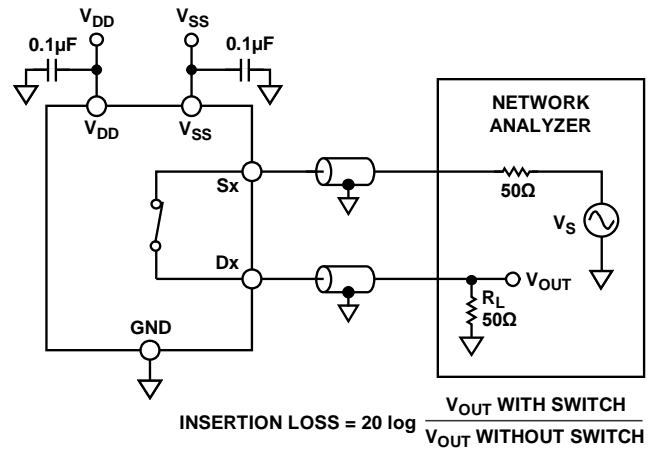 VDD
VSS
0.1µF
0.1µF
VDD
VSS
NETWORK
ANALYZER
Sx
50Ω
VS
Dx
VOUT
RL
50Ω
GND
INSERTION LOSS = 20 log VOUT WITH SWITCH
VOUT WITHOUT SWITCH